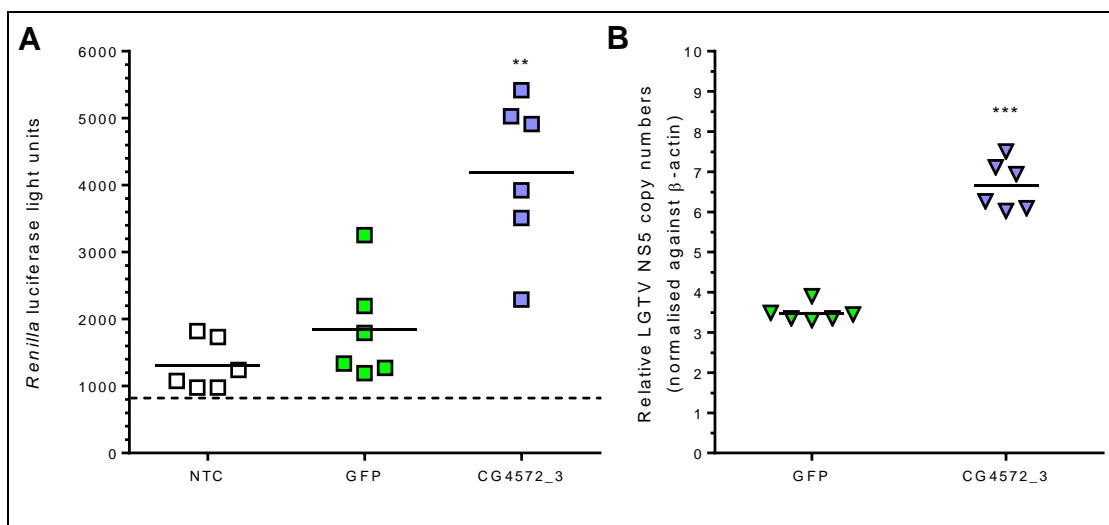 A
Renilla luciferase light units
6000
5000
4000
3000
2000
1000
0
**
NTC GFP CG4572_3
B
Relative LGTV NS5 copy numbers
(normalised against β-actin)
10
9
8
7
6
5
4
3
2
1
0
***
GFP CG4572_3